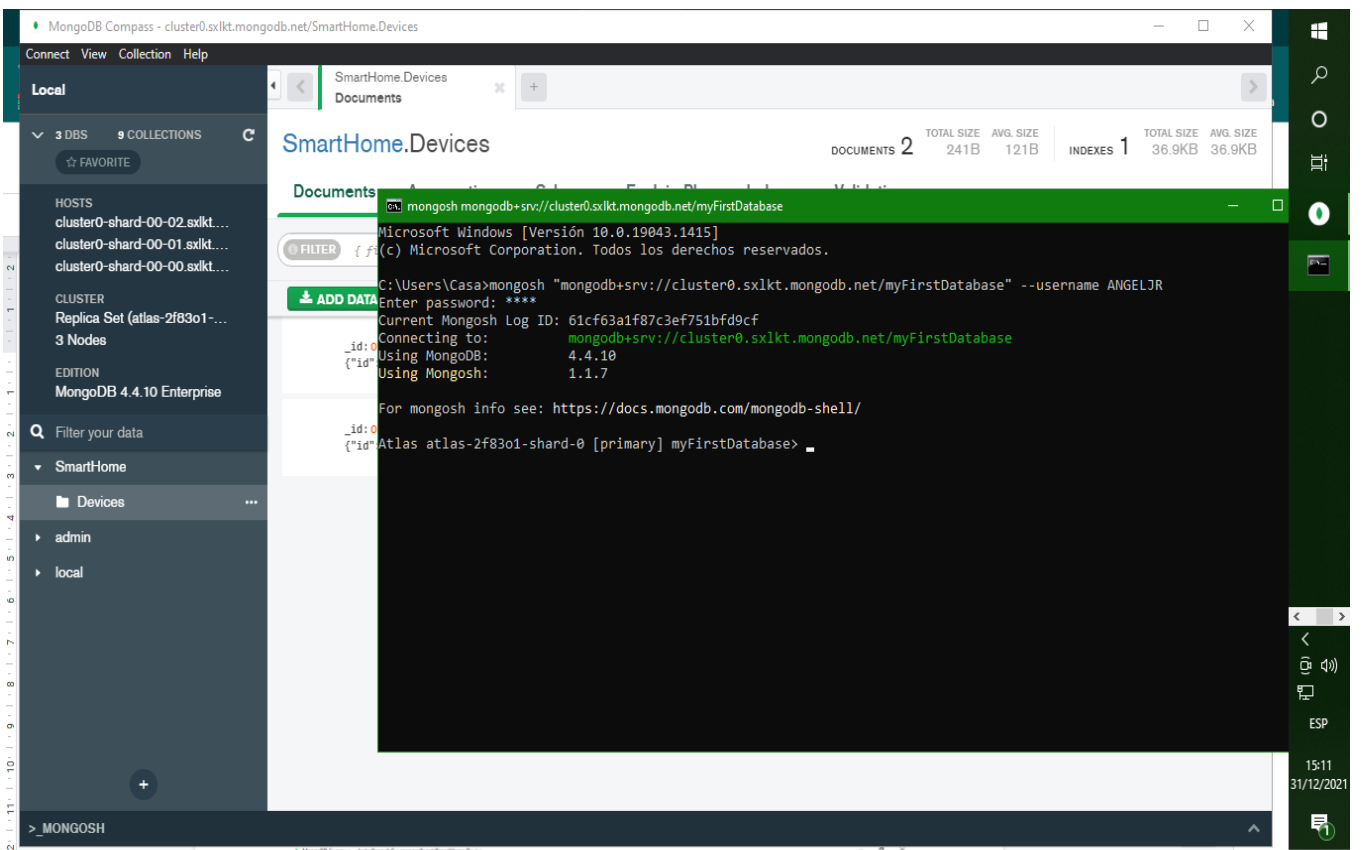 MongoDB Compass - cluster0.sxlkt.mongodb.net/SmartHome.Devices
Connect View Collection Help
Local
3 DBS 9 COLLECTIONS
FAVORITE
HOSTS
cluster0-shard-00-02.sxlkt....
cluster0-shard-00-01.sxlkt....
cluster0-shard-00-00.sxlkt....
CLUSTER
Replica Set (atlas-2f83o1-...
3 Nodes
EDITION
MongoDB 4.4.10 Enterprise
Filter your data
SmartHome
Devices
admin
local
>_MONGOSH
SmartHome.Devices
Documents
SmartHome.Devices
DOCUMENTS 2 TOTAL SIZE 241B AVG. SIZE 121B INDEXES 1 TOTAL SIZE 36.9KB AVG. SIZE 36.9KB
Documents
FILTER { fi
ADD DATA
_id: O
{"id"
_id: O
{"id"
mongosh mongodb+srv://cluster0.sxlkt.mongodb.net/myFirstDatabase
Microsoft Windows [Versión 10.0.19043.1415]
(c) Microsoft Corporation. Todos los derechos reservados.
C:\Users\Casa>mongosh "mongodb+srv://cluster0.sxlkt.mongodb.net/myFirstDatabase" --username ANGELJR
Enter password: ****
Current Mongosh Log ID: 61cf63a1f87c3ef751bfd9cf
Connecting to: mongodb+srv://cluster0.sxlkt.mongodb.net/myFirstDatabase
Using MongoDB: 4.4.10
Using Mongosh: 1.1.7
For mongosh info see: https://docs.mongodb.com/mongodb-shell/
Atlas atlas-2f83o1-shard-0 [primary] myFirstDatabase>
ESP
15:11
31/12/2021
1